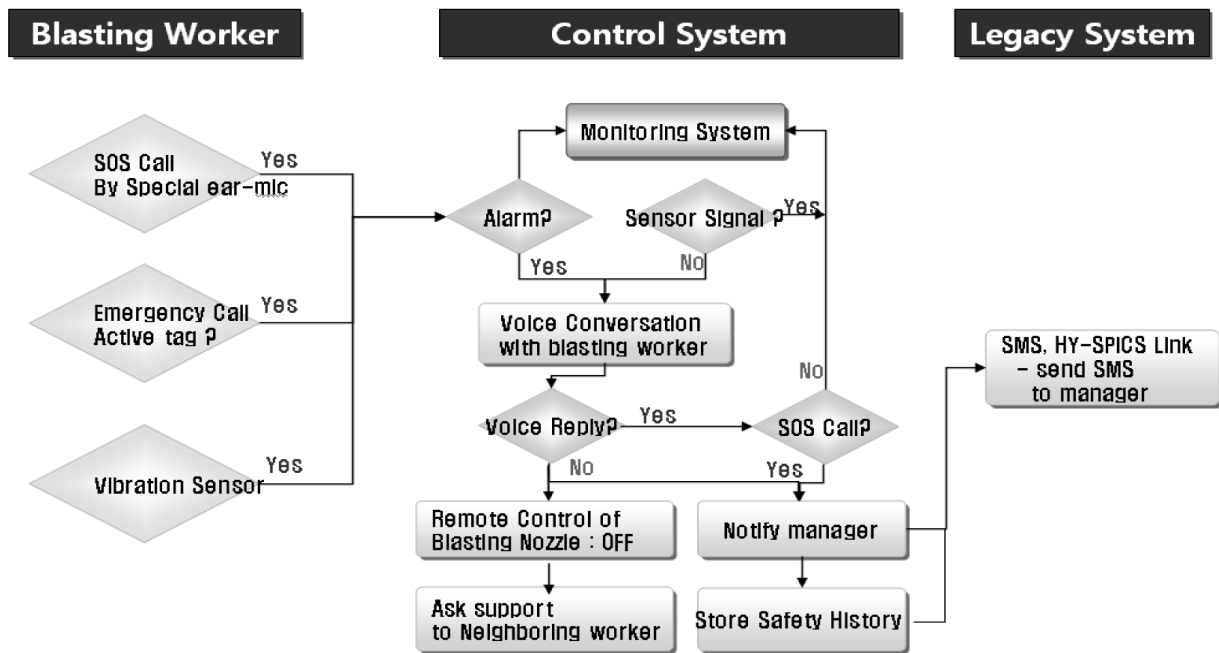 Blasting Worker
Control System
Legacy System
Monitoring System
SOS Call
By Special ear-mic
Yes
Alarm?
Sensor Signal ?
Yes
Yes
No
Emergency Call
Active tag ?
Yes
Voice Conversation
with blasting worker
SMS, HY-SPICS Link
- send SMS
to manager
No
Voice Reply?
Yes
SOS Call?
Vibration Sensor
Yes
No
Yes
Remote Control of
Blasting Nozzle : OFF
Notify manager
Ask support
to Neighboring worker
Store Safety History